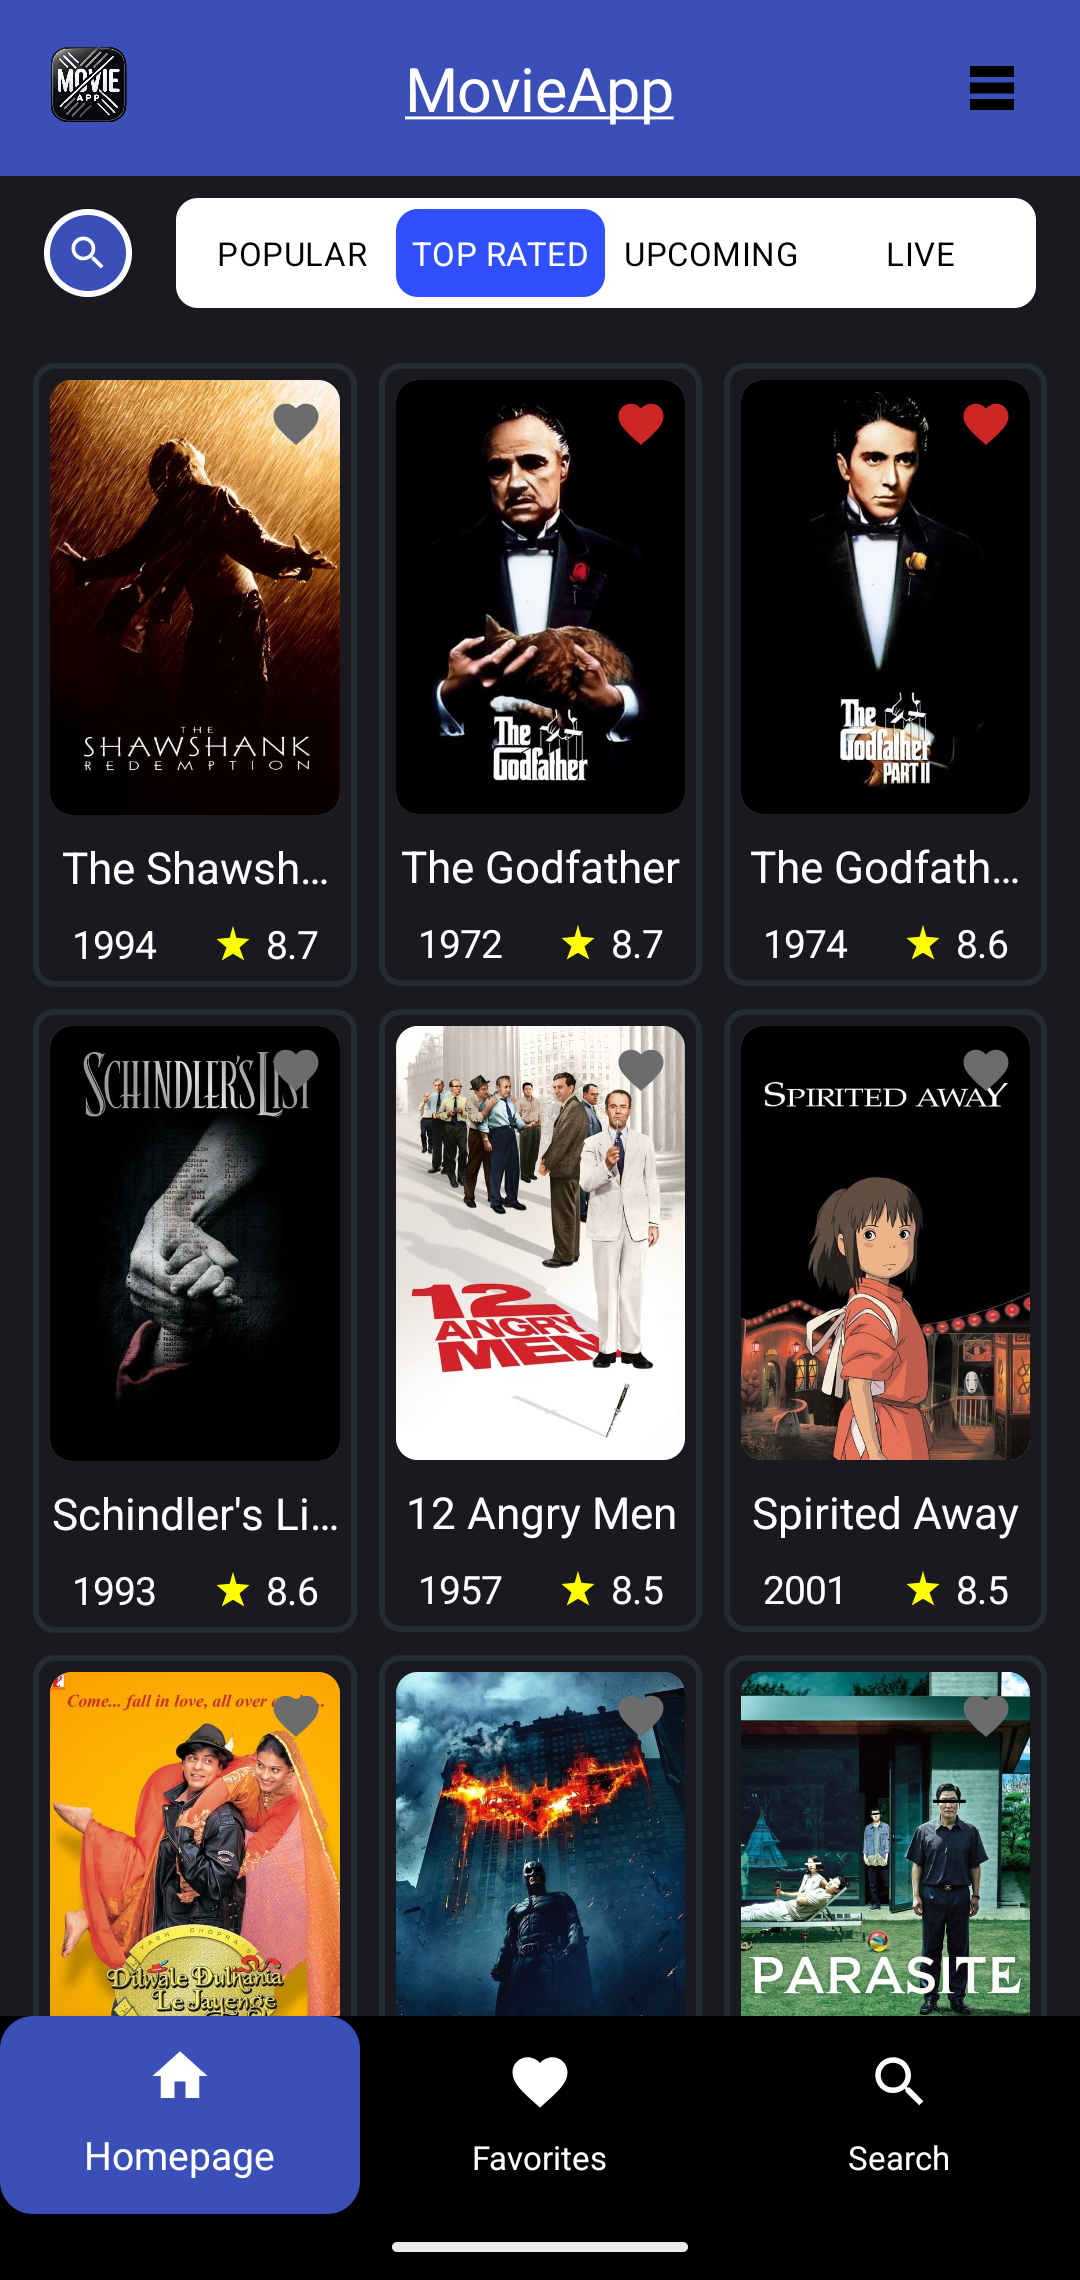 MOVIE
APP
MovieApp
POPULAR TOP RATED UPCOMING LIVE
THE
SHAWSHANK
REDEMPTION
The Godfather
The Godfather
PART II
The Shawsh...
The Godfather
The Godfath...
1994 8.7
1972 8.7
1974 8.6
SCHINDLER'S LIST
12
ANGRY
MEN
SPIRITED AWAY
Schindler's Li...
12 Angry Men
Spirited Away
1993 8.6
1957 8.5
2001 8.5
Come... fall in love, all over
YASH CHOPRA'S
Dilwale Dulhania
Le Jayenge
PARASITE
Homepage
Favorites
Search